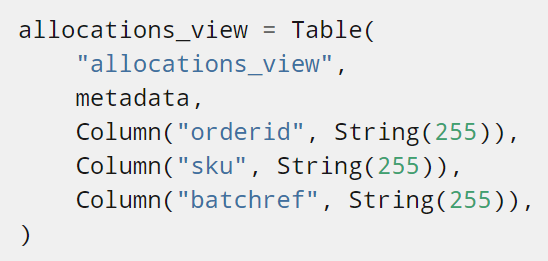 allocations_view = Table(
    "allocations_view",
    metadata,
    Column("orderid", String(255)),
    Column("sku", String(255)),
    Column("batchref", String(255)),
)